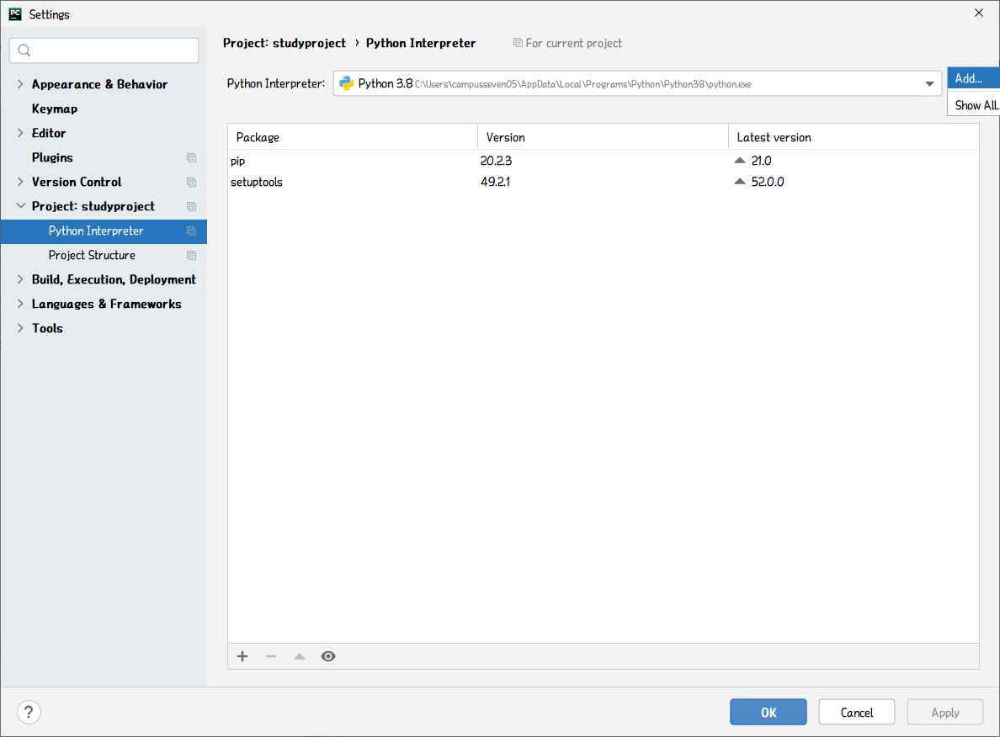 PC Settings
Project: studyproject › Python Interpreter For current project
Python Interpreter: Python 3.8 C:\Users\campusseven05\AppData\Local\Programs\Python\Python38\python.exe Add...
Show All..
Appearance & Behavior
Keymap
Editor
Plugins
Version Control
Project: studyproject
Python Interpreter
Project Structure
Build, Execution, Deployment
Languages & Frameworks
Tools
Package Version Latest version
pip 20.2.3 21.0
setuptools 49.2.1 52.0.0
? OK Cancel Apply